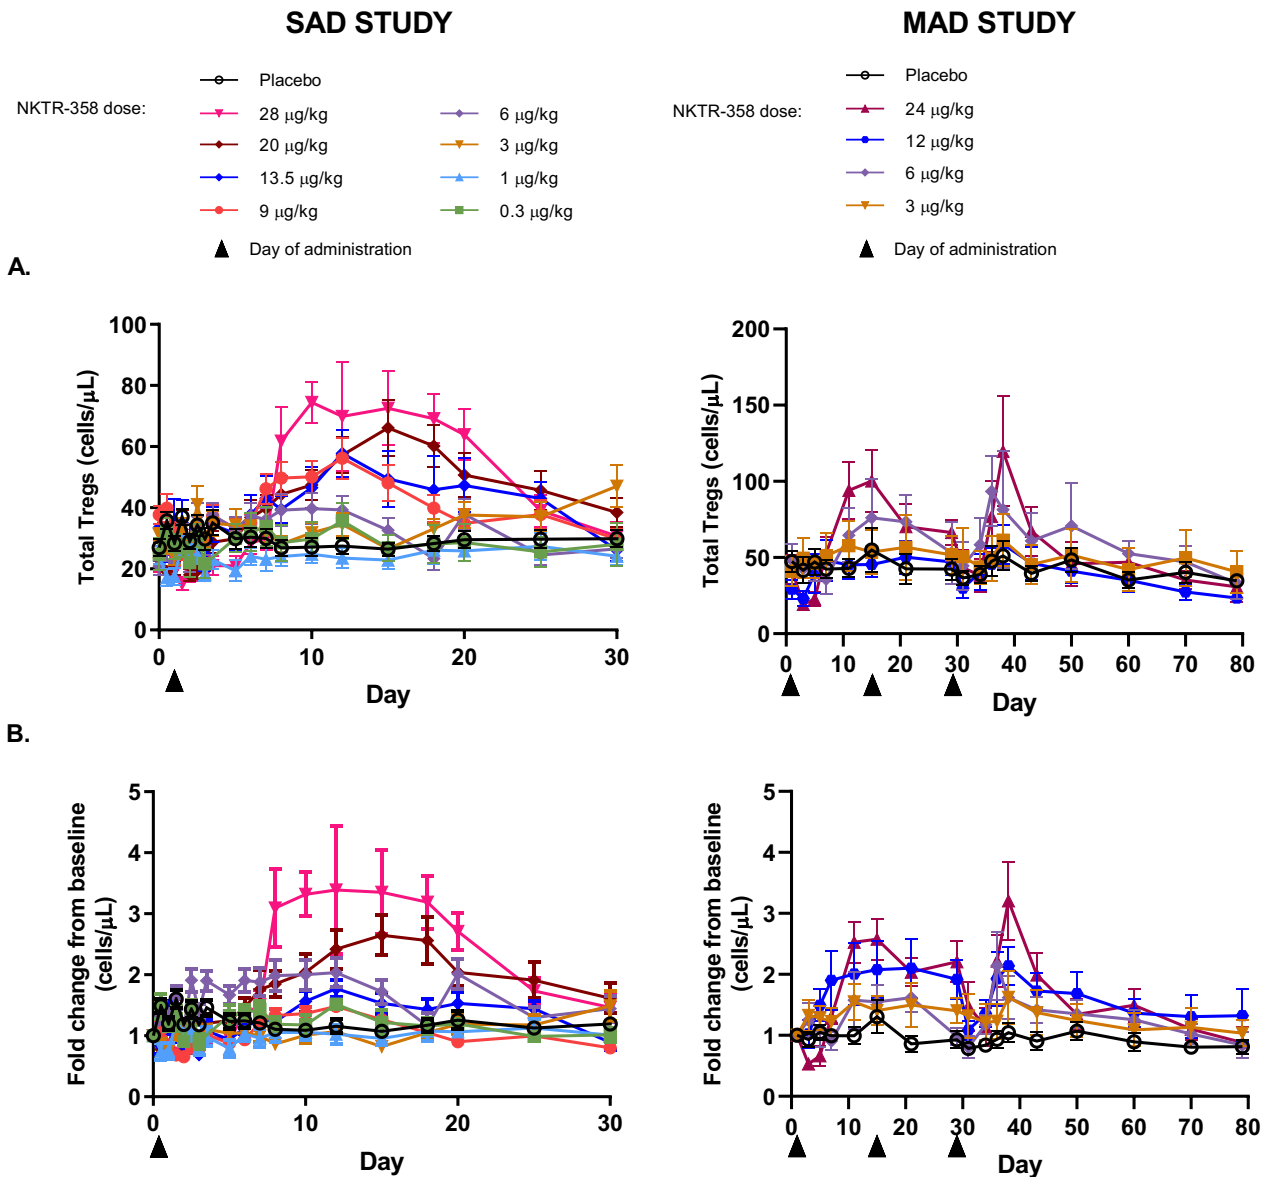 SAD STUDY
MAD STUDY
Placebo
NKTR-358 dose:
28 μg/kg
6 μg/kg
20 μg/kg
3 μg/kg
13.5 μg/kg
1 μg/kg
9 μg/kg
0.3 μg/kg
Day of administration
Placebo
NKTR-358 dose:
24 μg/kg
12 μg/kg
6 μg/kg
3 μg/kg
Day of administration
A.
Total Tregs (cells/μL)
100
80
60
40
20
0
0
10
20
30
Day
Total Tregs (cells/μL)
200
150
100
50
0
0
10
20
30
40
50
60
70
80
Day
B.
Fold change from baseline
(cells/μL)
5
4
3
2
1
0
0
10
20
30
Day
Fold change from baseline
(cells/μL)
5
4
3
2
1
0
0
10
20
30
40
50
60
70
80
Day